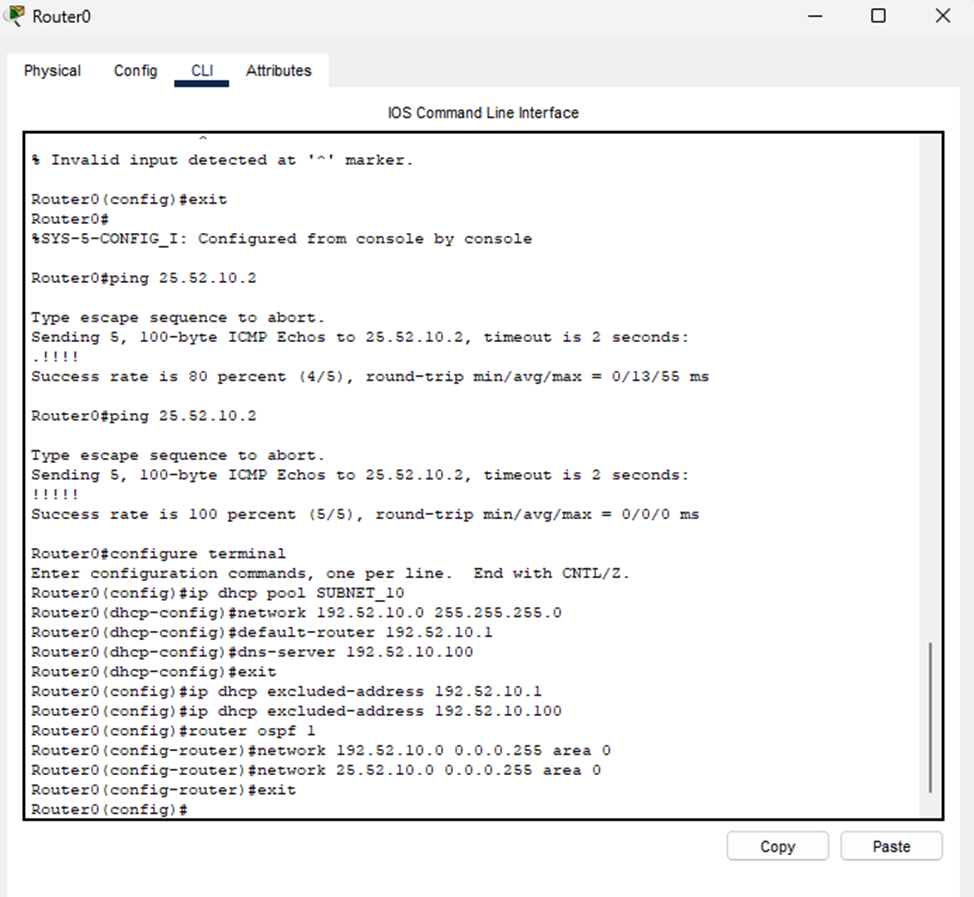 Router0
Physical Config CLI Attributes
IOS Command Line Interface
^
% Invalid input detected at '^' marker.
Router0(config)#exit
Router0#
%SYS-5-CONFIG_I: Configured from console by console
Router0#ping 25.52.10.2
Type escape sequence to abort.
Sending 5, 100-byte ICMP Echos to 25.52.10.2, timeout is 2 seconds:
.!!!!
Success rate is 80 percent (4/5), round-trip min/avg/max = 0/13/55 ms
Router0#ping 25.52.10.2
Type escape sequence to abort.
Sending 5, 100-byte ICMP Echos to 25.52.10.2, timeout is 2 seconds:
!!!!!
Success rate is 100 percent (5/5), round-trip min/avg/max = 0/0/0 ms
Router0#configure terminal
Enter configuration commands, one per line.  End with CNTL/Z.
Router0(config)#ip dhcp pool SUBNET_10
Router0(dhcp-config)#network 192.52.10.0 255.255.255.0
Router0(dhcp-config)#default-router 192.52.10.1
Router0(dhcp-config)#dns-server 192.52.10.100
Router0(dhcp-config)#exit
Router0(config)#ip dhcp excluded-address 192.52.10.1
Router0(config)#ip dhcp excluded-address 192.52.10.100
Router0(config)#router ospf 1
Router0(config-router)#network 192.52.10.0 0.0.0.255 area 0
Router0(config-router)#network 25.52.10.0 0.0.0.255 area 0
Router0(config-router)#exit
Router0(config)#
Copy Paste